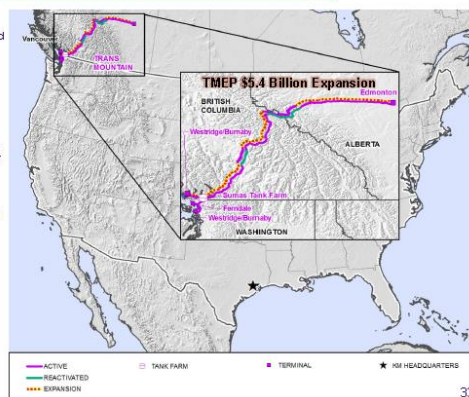 d
Vancouver
TRANS
MOUNTAIN
TMEP $5.4 Billion Expansion
Edmonton
BRITISH
COLUMBIA
Westridge/Burnaby
ALBERTA
Sumas Tank Farm
Ferndale
Westridge/Burnaby
WASHINGTON
ACTIVE
TANK FARM
TERMINAL
KM HEADQUARTERS
REACTIVATED
EXPANSION